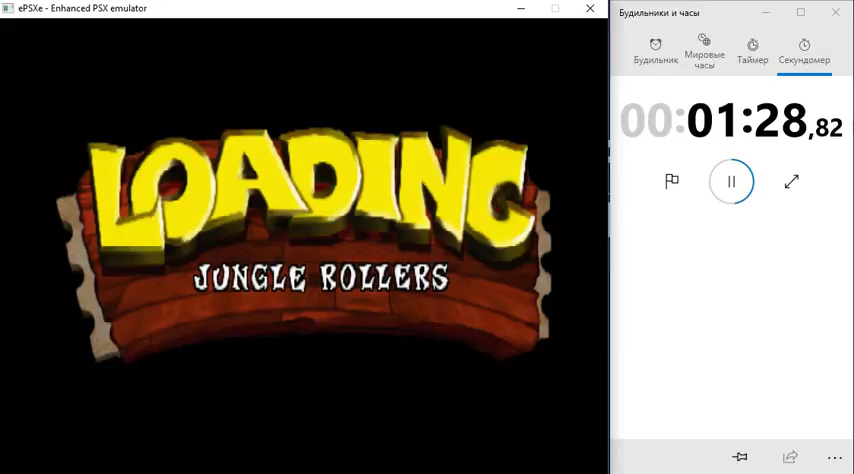 ePSXe - Enhanced PSX emulator
LOADING
JUNGLE ROLLERS
Будильники и часы
Будильник
Мировые
часы
Таймер
Секундомер
00:01:28,82